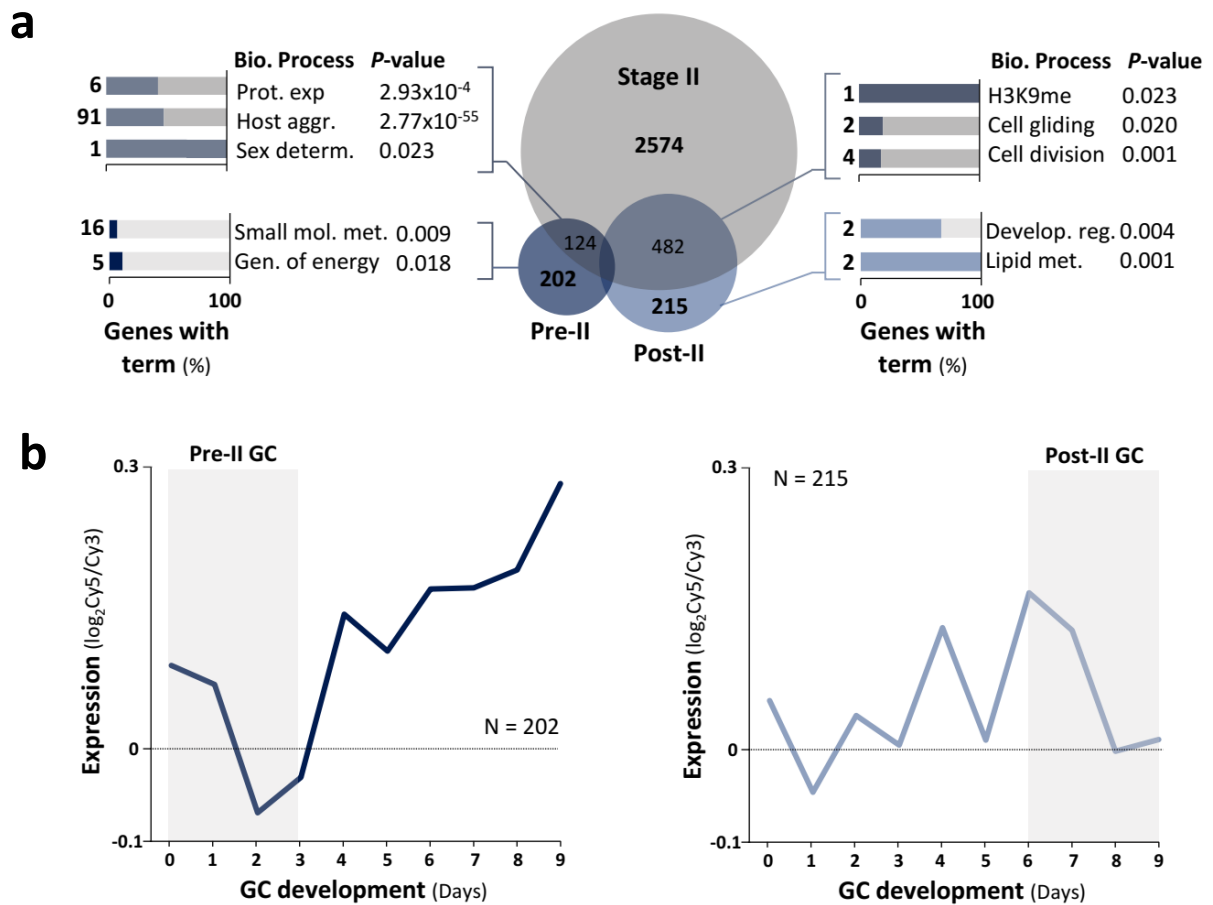 a
Bio. Process P-value
6 Prot. exp 2.93x10⁻⁴
91 Host aggr. 2.77x10⁻⁵⁵
1 Sex determ. 0.023
16 Small mol. met. 0.009
5 Gen. of energy 0.018
0 100
Genes with
term (%)
Stage II
2574
124 482
202
215
Pre-II
Post-II
Bio. Process P-value
1 H3K9me 0.023
2 Cell gliding 0.020
4 Cell division 0.001
2 Develop. reg. 0.004
2 Lipid met. 0.001
0 100
Genes with
term (%)
b
Pre-II GC
0.3
0
-0.1
Expression (log₂Cy5/Cy3)
N = 202
0 1 2 3 4 5 6 7 8 9
GC development (Days)
Post-II GC
0.3
0
-0.1
Expression (log₂Cy5/Cy3)
N = 215
0 1 2 3 4 5 6 7 8 9
GC development (Days)